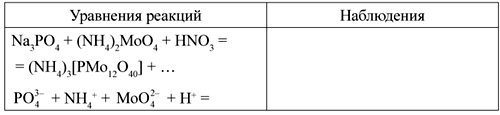 Уравнения реакций Наблюдения
Na₃PO₄ + (NH₄)₂MoO₄ + HNO₃ =
= (NH₄)₃[PMo₁₂O₄₀] + …
PO₄³⁻ + NH₄⁺ + MoO₄²⁻ + H⁺ =